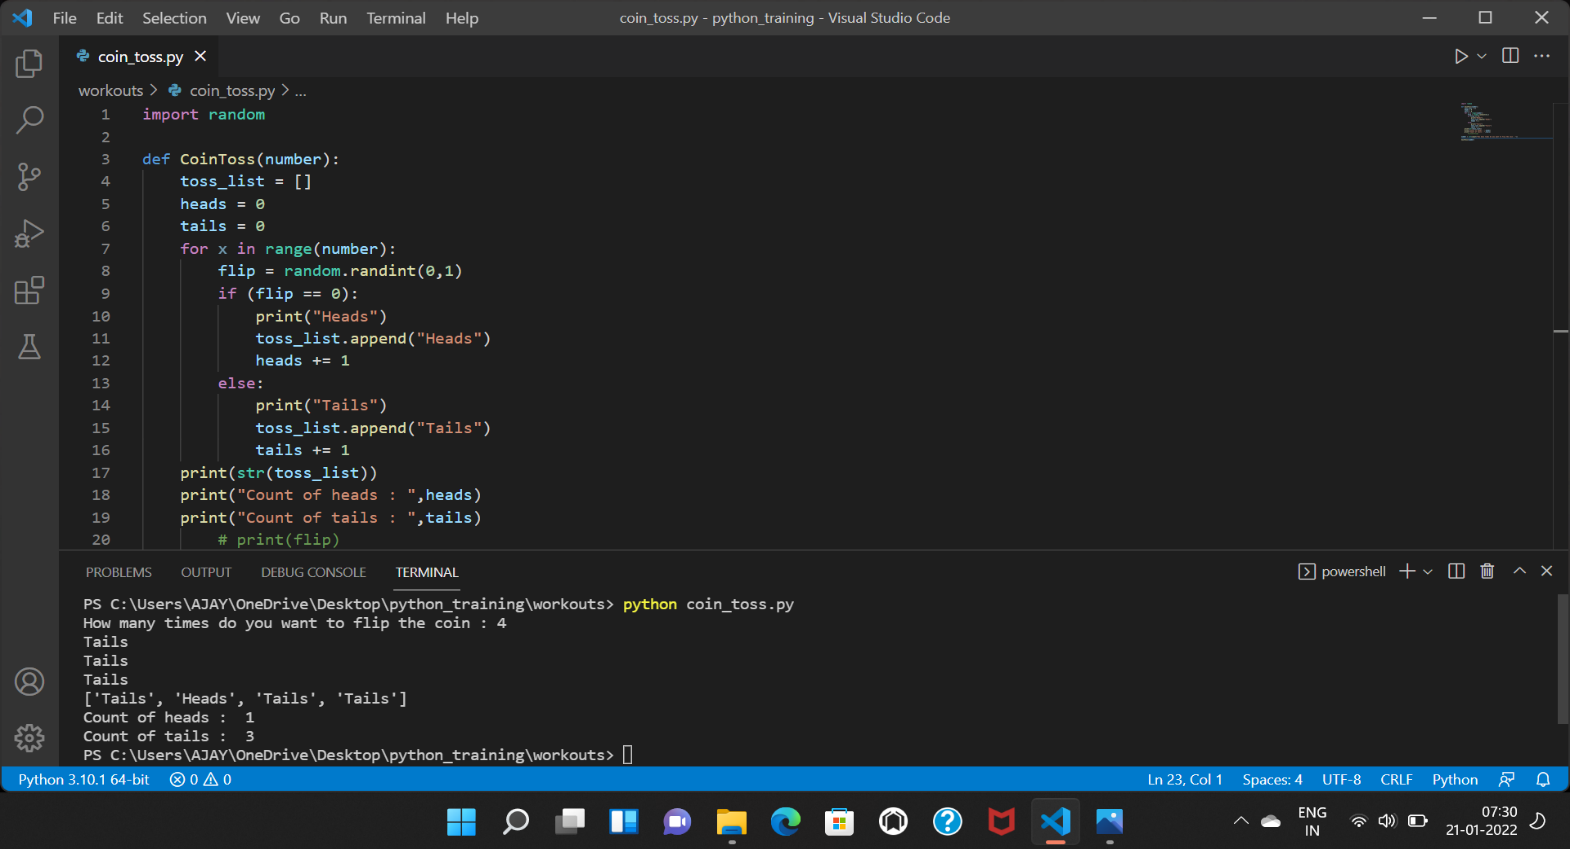 File Edit Selection View Go Run Terminal Help
coin_toss.py - python_training - Visual Studio Code
coin_toss.py
workouts > coin_toss.py > ...
1 import random
2
3 def CoinToss(number):
4 toss_list = []
5 heads = 0
6 tails = 0
7 for x in range(number):
8 flip = random.randint(0,1)
9 if (flip == 0):
10 print("Heads")
11 toss_list.append("Heads")
12 heads += 1
13 else:
14 print("Tails")
15 toss_list.append("Tails")
16 tails += 1
17 print(str(toss_list))
18 print("Count of heads : ",heads)
19 print("Count of tails : ",tails)
20 # print(flip)
PROBLEMS OUTPUT DEBUG CONSOLE TERMINAL
powershell
PS C:\Users\AJAY\OneDrive\Desktop\python_training\workouts> python coin_toss.py
How many times do you want to flip the coin : 4
Tails
Tails
Tails
['Tails', 'Heads', 'Tails', 'Tails']
Count of heads :  1
Count of tails :  3
PS C:\Users\AJAY\OneDrive\Desktop\python_training\workouts>
Python 3.10.1 64-bit 0 0 Ln 23, Col 1 Spaces: 4 UTF-8 CRLF Python
ENG
IN
07:30
21-01-2022